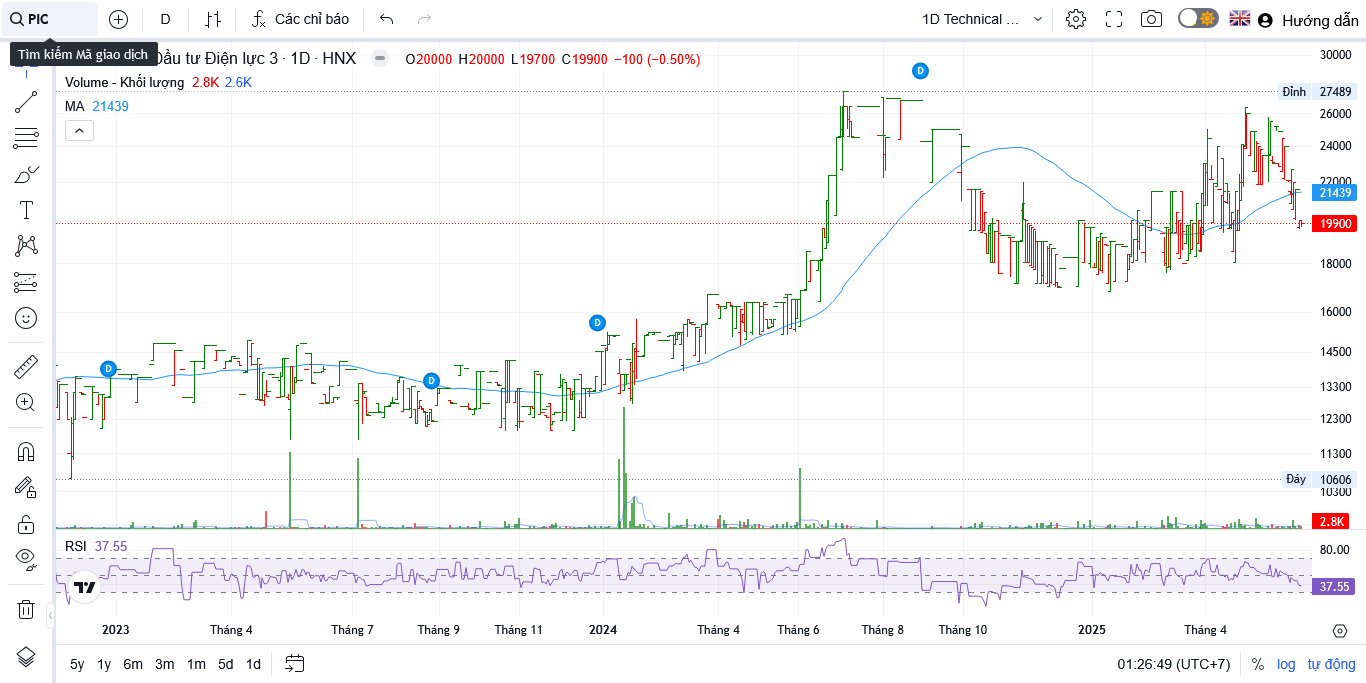 PIC
D
Các chỉ báo
1D Technical ...
Hướng dẫn
Tìm kiếm Mã giao dịch
Đầu tư Điện lực 3 · 1D · HNX
O20000 H20000 L19700 C19900 −100 (−0.50%)
Volume - Khối lượng 2.8K 2.6K
MA 21439
D
D
D
D
30000
Đỉnh 27489
26000
24000
22000
21439
19900
18000
16000
14500
13300
12300
11300
Đáy 10606
10300
2.8K
RSI 37.55
80.00
37.55
2023
Tháng 4
Tháng 7
Tháng 9
Tháng 11
2024
Tháng 4
Tháng 6
Tháng 8
Tháng 10
2025
Tháng 4
5y 1y 6m 3m 1m 5d 1d
01:26:49 (UTC+7)
% log tự động